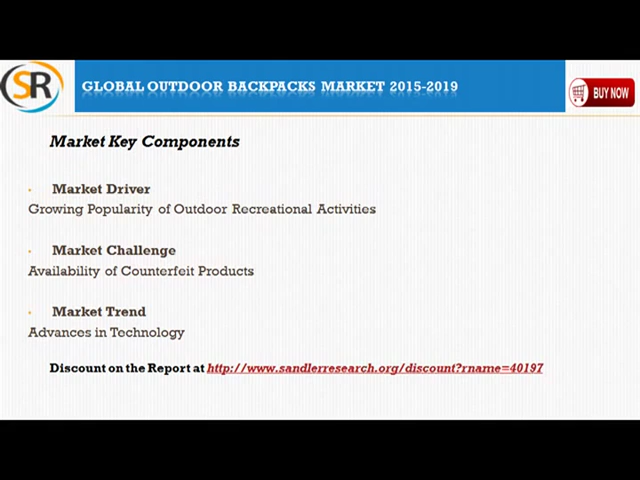 SR
GLOBAL OUTDOOR BACKPACKS MARKET 2015-2019
BUY NOW
Market Key Components
• Market Driver
Growing Popularity of Outdoor Recreational Activities
• Market Challenge
Availability of Counterfeit Products
• Market Trend
Advances in Technology
Discount on the Report at http://www.sandlerresearch.org/discount?rname=40197